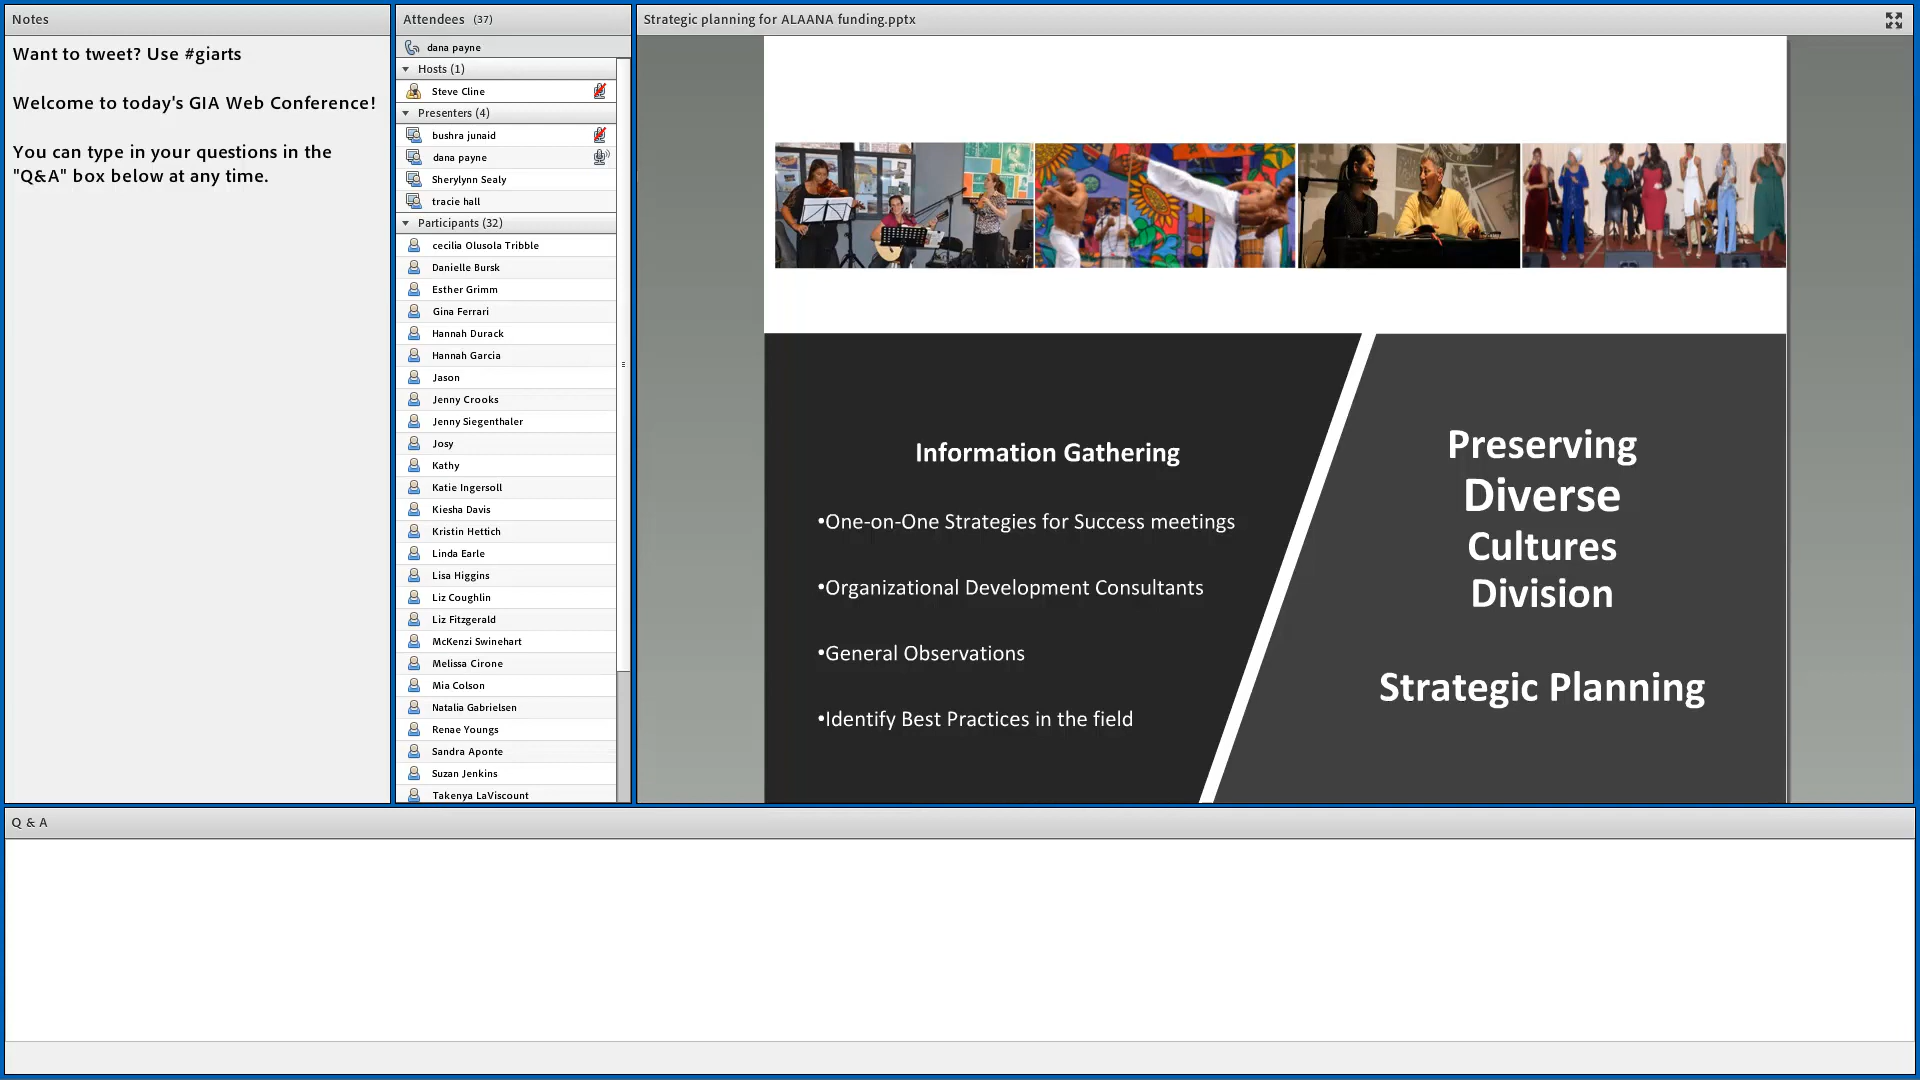 Notes
Want to tweet? Use #giarts
Welcome to today's GIA Web Conference!
You can type in your questions in the
"Q&A" box below at any time.
Attendees (37)
dana payne
Hosts (1)
Steve Cline
Presenters (4)
bushra junaid
dana payne
Sherylynn Sealy
tracie hall
Participants (32)
cecilia Olusola Tribble
Danielle Bursk
Esther Grimm
Gina Ferrari
Hannah Durack
Hannah Garcia
Jason
Jenny Crooks
Jenny Siegenthaler
Josy
Kathy
Katie Ingersoll
Kiesha Davis
Kristin Hettich
Linda Earle
Lisa Higgins
Liz Coughlin
Liz Fitzgerald
McKenzi Swinehart
Melissa Cirone
Mia Colson
Natalia Gabrielsen
Renae Youngs
Sandra Aponte
Suzan Jenkins
Takenya LaViscount
Strategic planning for ALAANA funding.pptx
Information Gathering
•One-on-One Strategies for Success meetings
•Organizational Development Consultants
•General Observations
•Identify Best Practices in the field
Preserving
Diverse
Cultures
Division
Strategic Planning
Q & A